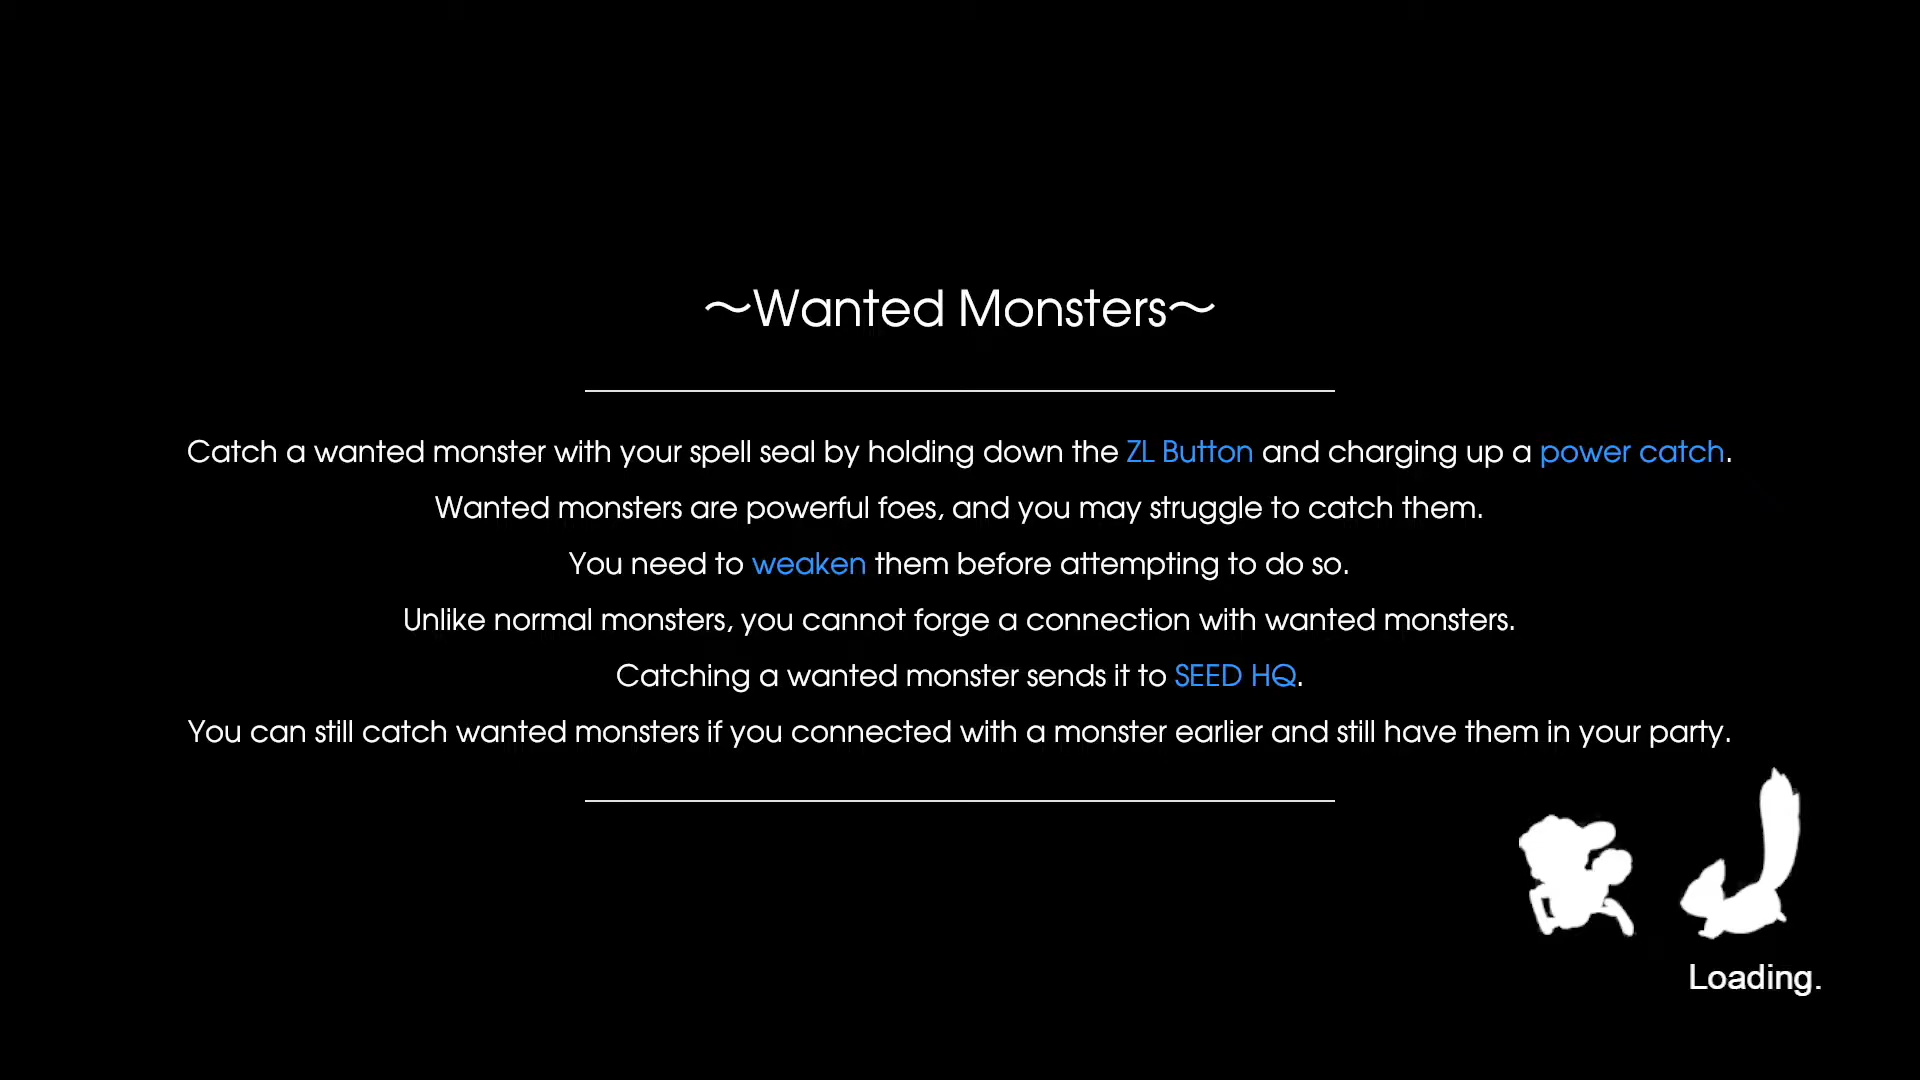 ～Wanted Monsters～
Catch a wanted monster with your spell seal by holding down the ZL Button and charging up a power catch.
Wanted monsters are powerful foes, and you may struggle to catch them.
You need to weaken them before attempting to do so.
Unlike normal monsters, you cannot forge a connection with wanted monsters.
Catching a wanted monster sends it to SEED HQ.
You can still catch wanted monsters if you connected with a monster earlier and still have them in your party.
Loading.